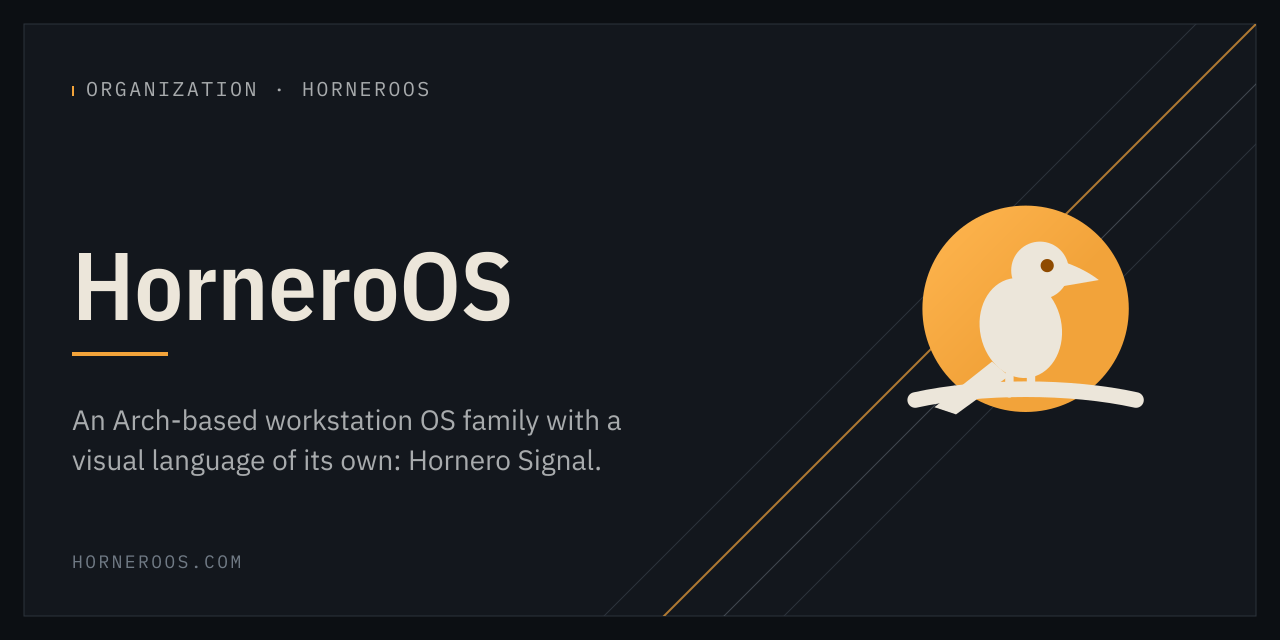 ORGANIZATION · HORNEROOS
HorneroOS
An Arch-based workstation OS family with a
visual language of its own: Hornero Signal.
HORNEROOS.COM